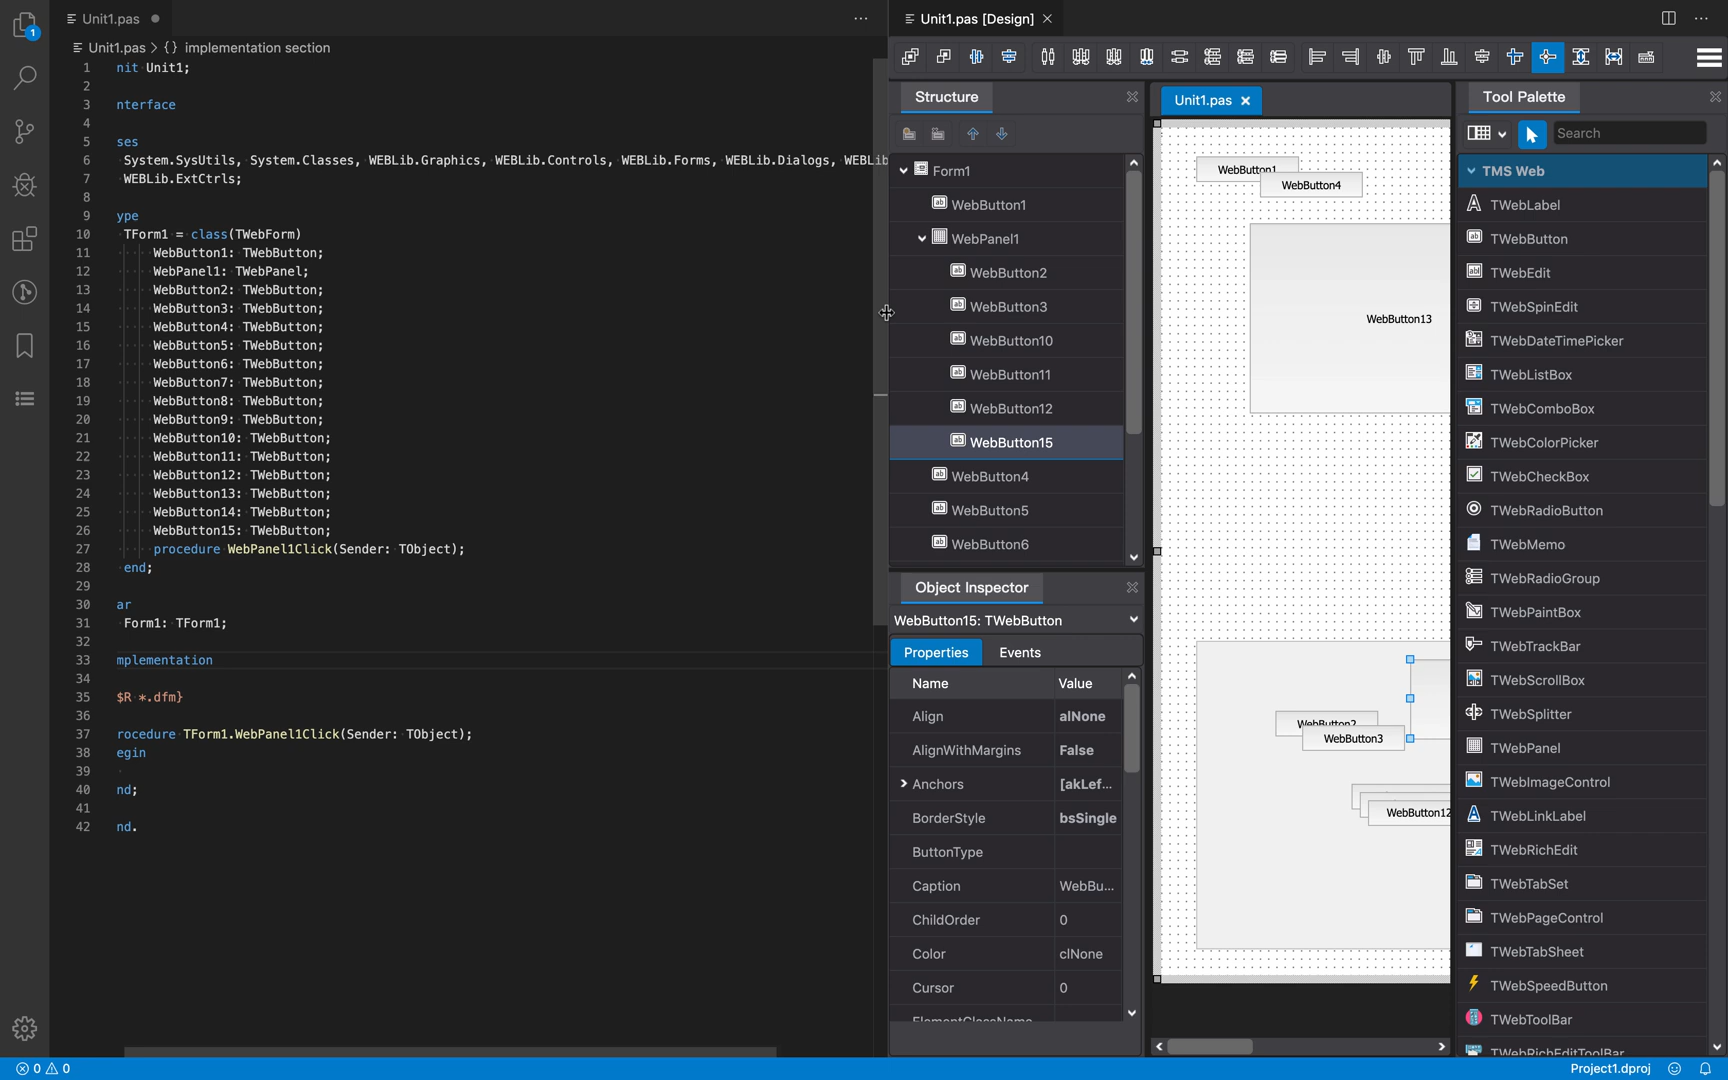 1
Unit1.pas
Unit1.pas > {} implementation section
1 nit Unit1;
2
3 nterface
4
5 ses
6 System.SysUtils, System.Classes, WEBLib.Graphics, WEBLib.Controls, WEBLib.Forms, WEBLib.Dialogs, WEBLib
7 WEBLib.ExtCtrls;
8
9 ype
10 TForm1 = class(TWebForm)
11 WebButton1: TWebButton;
12 WebPanel1: TWebPanel;
13 WebButton2: TWebButton;
14 WebButton3: TWebButton;
15 WebButton4: TWebButton;
16 WebButton5: TWebButton;
17 WebButton6: TWebButton;
18 WebButton7: TWebButton;
19 WebButton8: TWebButton;
20 WebButton9: TWebButton;
21 WebButton10: TWebButton;
22 WebButton11: TWebButton;
23 WebButton12: TWebButton;
24 WebButton13: TWebButton;
25 WebButton14: TWebButton;
26 WebButton15: TWebButton;
27 procedure WebPanel1Click(Sender: TObject);
28 end;
29
30 ar
31 Form1: TForm1;
32
33 mplementation
34
35 $R *.dfm}
36
37 rocedure TForm1.WebPanel1Click(Sender: TObject);
38 egin
39
40 nd;
41
42 nd.
Unit1.pas [Design]
Structure
Form1
WebButton1
WebPanel1
WebButton2
WebButton3
WebButton10
WebButton11
WebButton12
WebButton15
WebButton4
WebButton5
WebButton6
Object Inspector
WebButton15: TWebButton
Properties Events
Name Value
Align alNone
AlignWithMargins False
Anchors [akLef...
BorderStyle bsSingle
ButtonType
Caption WebBu...
ChildOrder 0
Color clNone
Cursor 0
ElementClassName
Unit1.pas
WebButton1
WebButton4
WebButton13
WebButton2
WebButton3
WebButton12
Tool Palette
Search
TMS Web
TWebLabel
TWebButton
TWebEdit
TWebSpinEdit
TWebDateTimePicker
TWebListBox
TWebComboBox
TWebColorPicker
TWebCheckBox
TWebRadioButton
TWebMemo
TWebRadioGroup
TWebPaintBox
TWebTrackBar
TWebScrollBox
TWebSplitter
TWebPanel
TWebImageControl
TWebLinkLabel
TWebRichEdit
TWebTabSet
TWebPageControl
TWebTabSheet
TWebSpeedButton
TWebToolBar
TWebRichEditToolBar
0 0
Project1.dproj